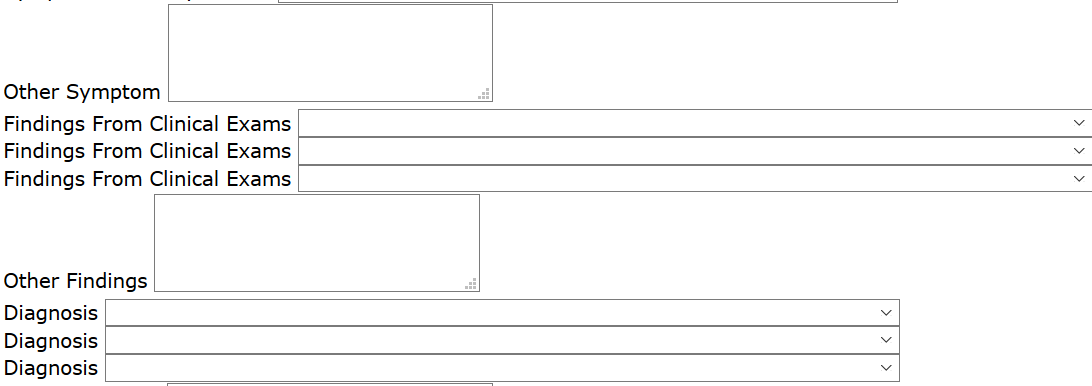 Other Symptom
Findings From Clinical Exams
Findings From Clinical Exams
Findings From Clinical Exams
Other Findings
Diagnosis
Diagnosis
Diagnosis